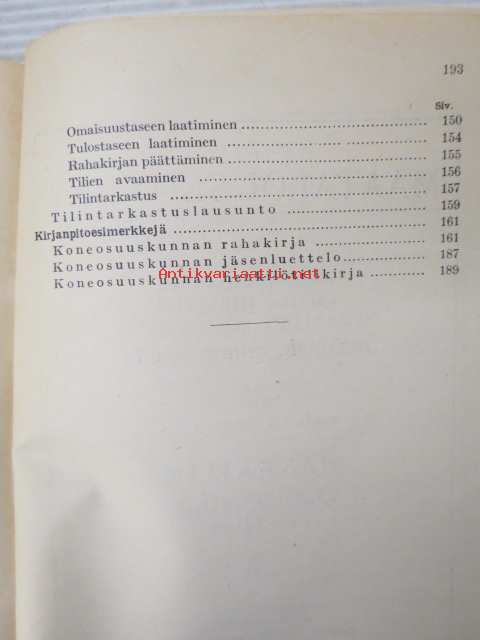 193
Siv.
Omaisuustaseen laatiminen ........ 150
Tulostaseen laatiminen ........ 154
Rahakirjan päättäminen ........ 155
Tilien avaaminen ........ 156
Tilintarkastus ........ 157
Tilintarkastuslausunto ........ 159
Kirjanpitoesimerkkejä ........ 161
Koneosuuskunnan rahakirja ........ 161
Koneosuuskunnan jäsenluettelo ........ 187
Koneosuuskunnan henkilötilikirja ........ 189
Antikvariaatti.net